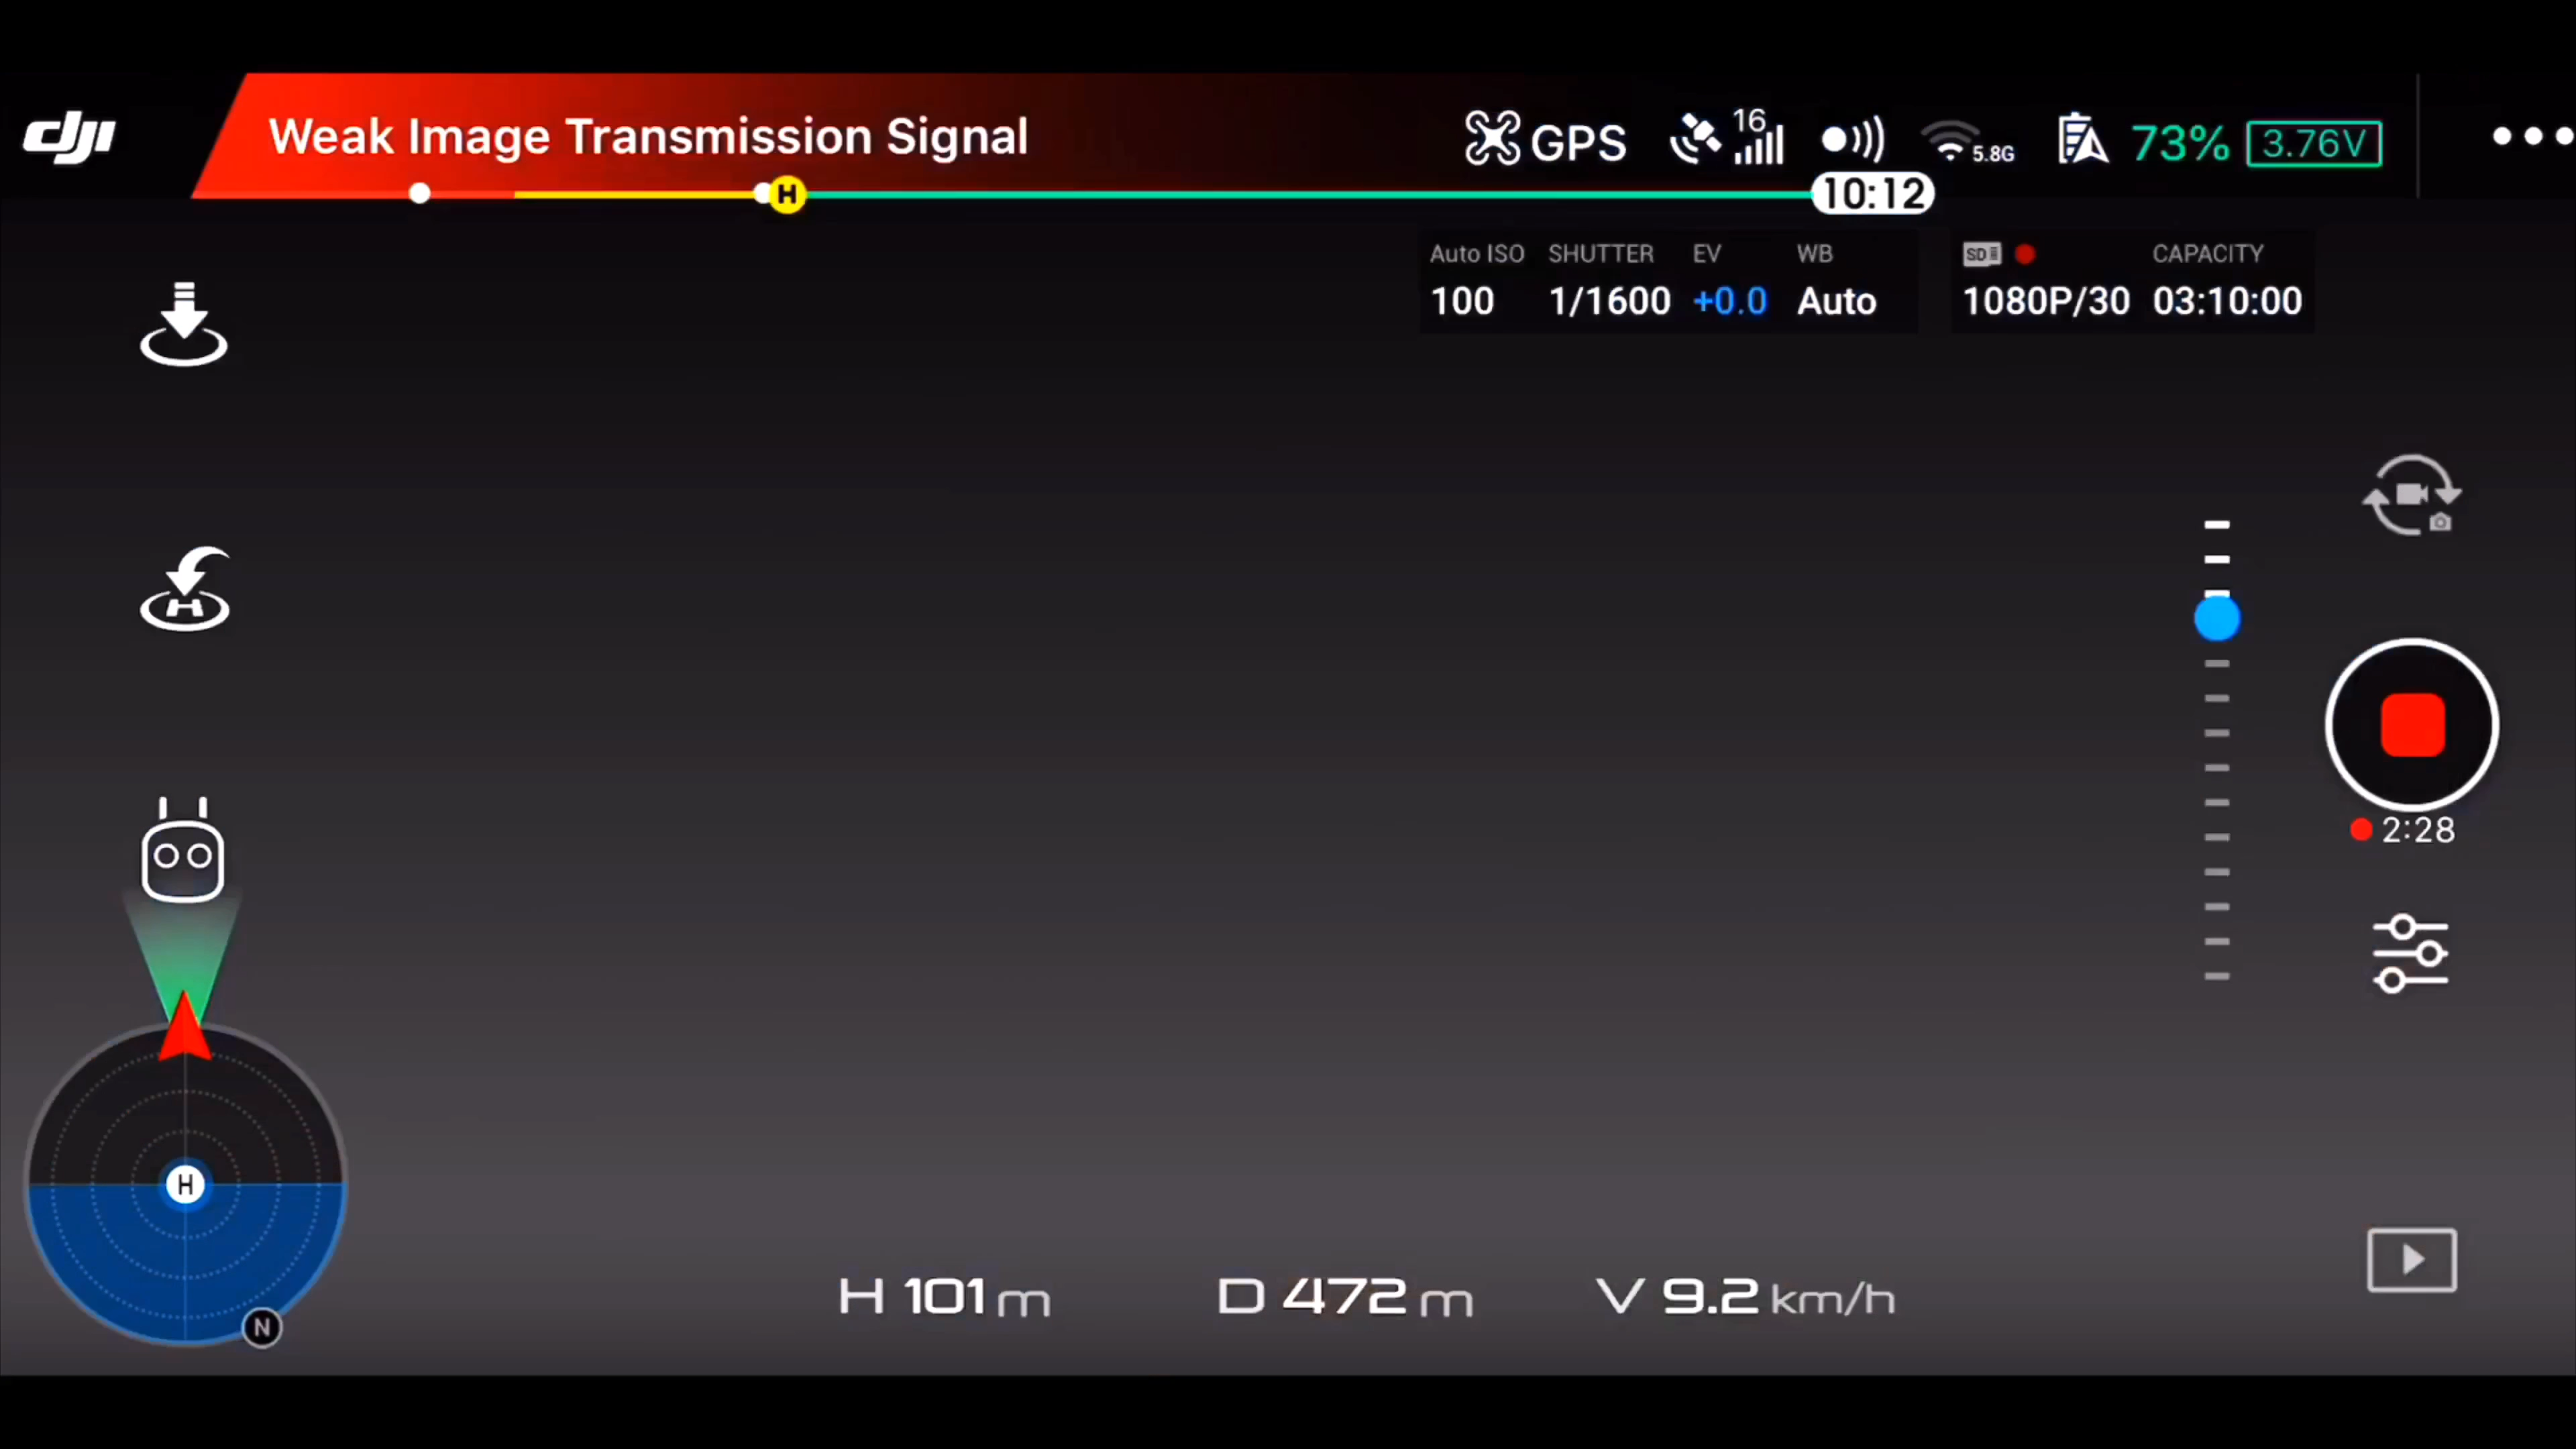 dji
Weak Image Transmission Signal
GPS
16
5.8G
73%
3.76V
H
10:12
Auto ISO SHUTTER EV WB
100 1/1600 +0.0 Auto
SD CAPACITY
1080P/30 03:10:00
H
2:28
H
N
H 101 m
D 472 m
V 9.2 km/h